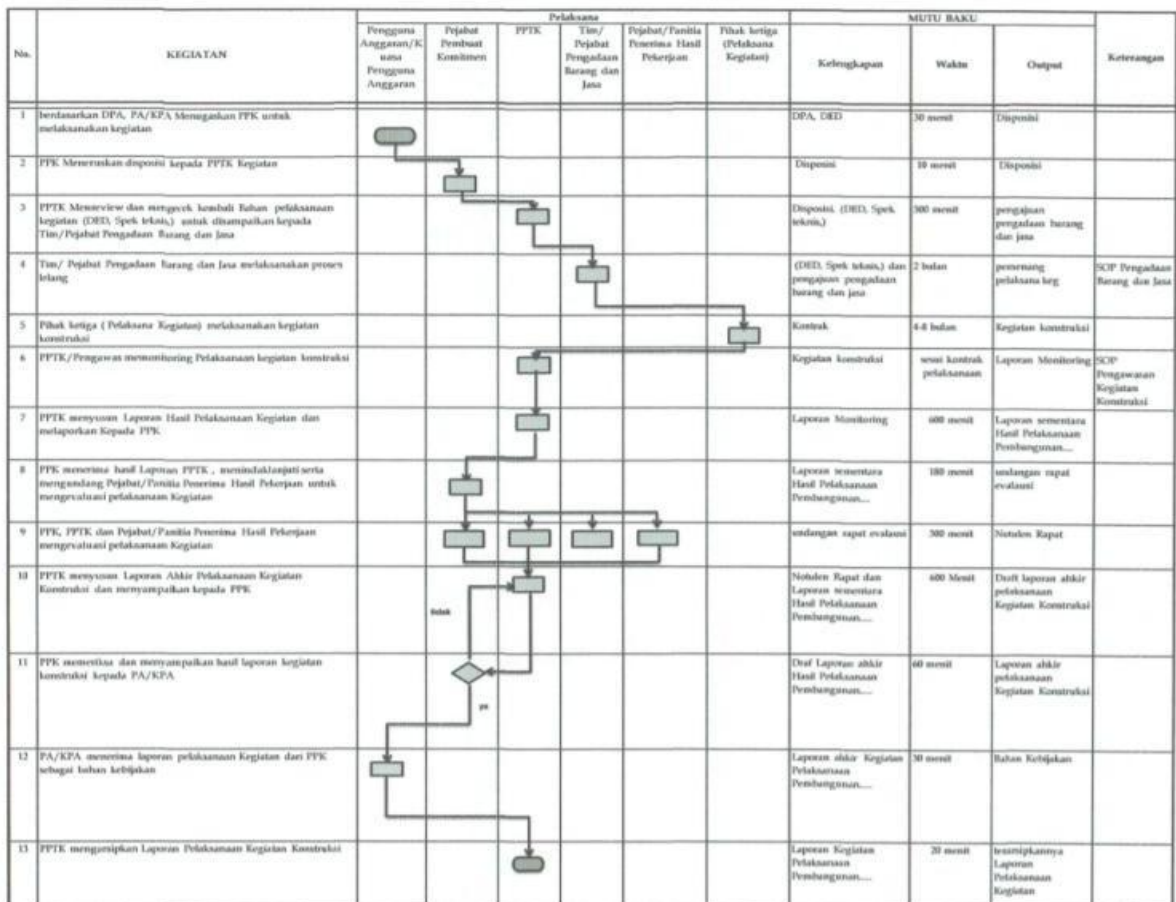 Pelaksana
MUTU BAKU
No.
KEGIATAN
Pengguna
Anggaran/K
uasa
Pengguna
Anggaran
Pejabat
Pembuat
Komitmen
PPTK
Tim/
Pejabat
Pengadaan
Barang dan
Jasa
Pejabat/Panitia
Penerima Hasil
Pekerjaan
Pihak ketiga
(Pelaksana
Kegiatan)
Kelengkapan
Waktu
Output
Keterangan
1
berdasarkan DPA, PA/KPA Menugaskan PPK untuk
melaksanakan kegiatan
DPA, DED
30 menit
Disposisi
2
PPK Meneruskan disposisi kepada PPTK Kegiatan
Disposisi
10 menit
Disposisi
3
PPTK Mereview dan mengecek kembali Bahan pelaksanaan
kegiatan (DED, Spek teknis,) untuk disampaikan kepada
Tim/Pejabat Pengadaan Barang dan Jasa
Disposisi, (DED, Spek
teknis,)
300 menit
pengajuan
pengadaan barang
dan jasa
4
Tim/ Pejabat Pengadaan Barang dan Jasa melaksanakan proses
lelang
(DED, Spek teknis,) dan
pengajuan pengadaan
barang dan jasa
2 bulan
pemenang
pelaksana keg
SOP Pengadaan
Barang dan Jasa
5
Pihak ketiga ( Pelaksana Kegiatan) melaksanakan kegiatan
konstruksi
Kontrak
4-8 bulan
Kegiatan konstruksi
6
PPTK/Pengawas memonitoring Pelaksanaan kegiatan konstruksi
Kegiatan konstruksi
sesuai kontrak
pelaksanaan
Laporan Monitoring
SOP
Pengawasan
Kegiatan
Konstruksi
7
PPTK menyusun Laporan Hasil Pelaksanaan Kegiatan dan
melaporkan Kepada PPK
Laporan Monitoring
600 menit
Laporan sementara
Hasil Pelaksanaan
Pembangunan....
8
PPK menerima hasil Laporan PPTK , menindaklanjuti serta
mengundang Pejabat/Panitia Penerima Hasil Pekerjaan untuk
mengevaluasi pelaksanaan Kegiatan
Laporan sementara
Hasil Pelaksanaan
Pembangunan....
180 menit
undangan rapat
evaluasi
9
PPK, PPTK dan Pejabat/Panitia Penerima Hasil Pekerjaan
mengevaluasi pelaksanaan Kegiatan
undangan rapat evaluasi
300 menit
Notulen Rapat
10
PPTK menyusun Laporan Ahkir Pelaksanaan Kegiatan
Konstruksi dan menyampaikan kepada PPK
tidak
Notulen Rapat dan
Laporan sementara
Hasil Pelaksanaan
Pembangunan....
600 Menit
Draft laporan ahkir
pelaksanaan
Kegiatan Konstruksi
11
PPK memeriksa dan menyampaikan hasil laporan kegiatan
konstruksi kepada PA/KPA
ya
Draf Laporan ahkir
Hasil Pelaksanaan
Pembangunan....
60 menit
Laporan ahkir
pelaksanaan
Kegiatan Konstruksi
12
PA/KPA menerima laporan pelaksanaan Kegiatan dari PPK
sebagai bahan kebijakan
Laporan ahkir Kegiatan
Pelaksanaan
Pembangunan....
30 menit
Bahan Kebijakan
13
PPTK mengarsipkan Laporan Pelaksanaan Kegiatan Konstruksi
Laporan Kegiatan
Pelaksanaan
Pembangunan....
20 menit
terarsipkannya
Laporan
Pelaksanaan
Kegiatan